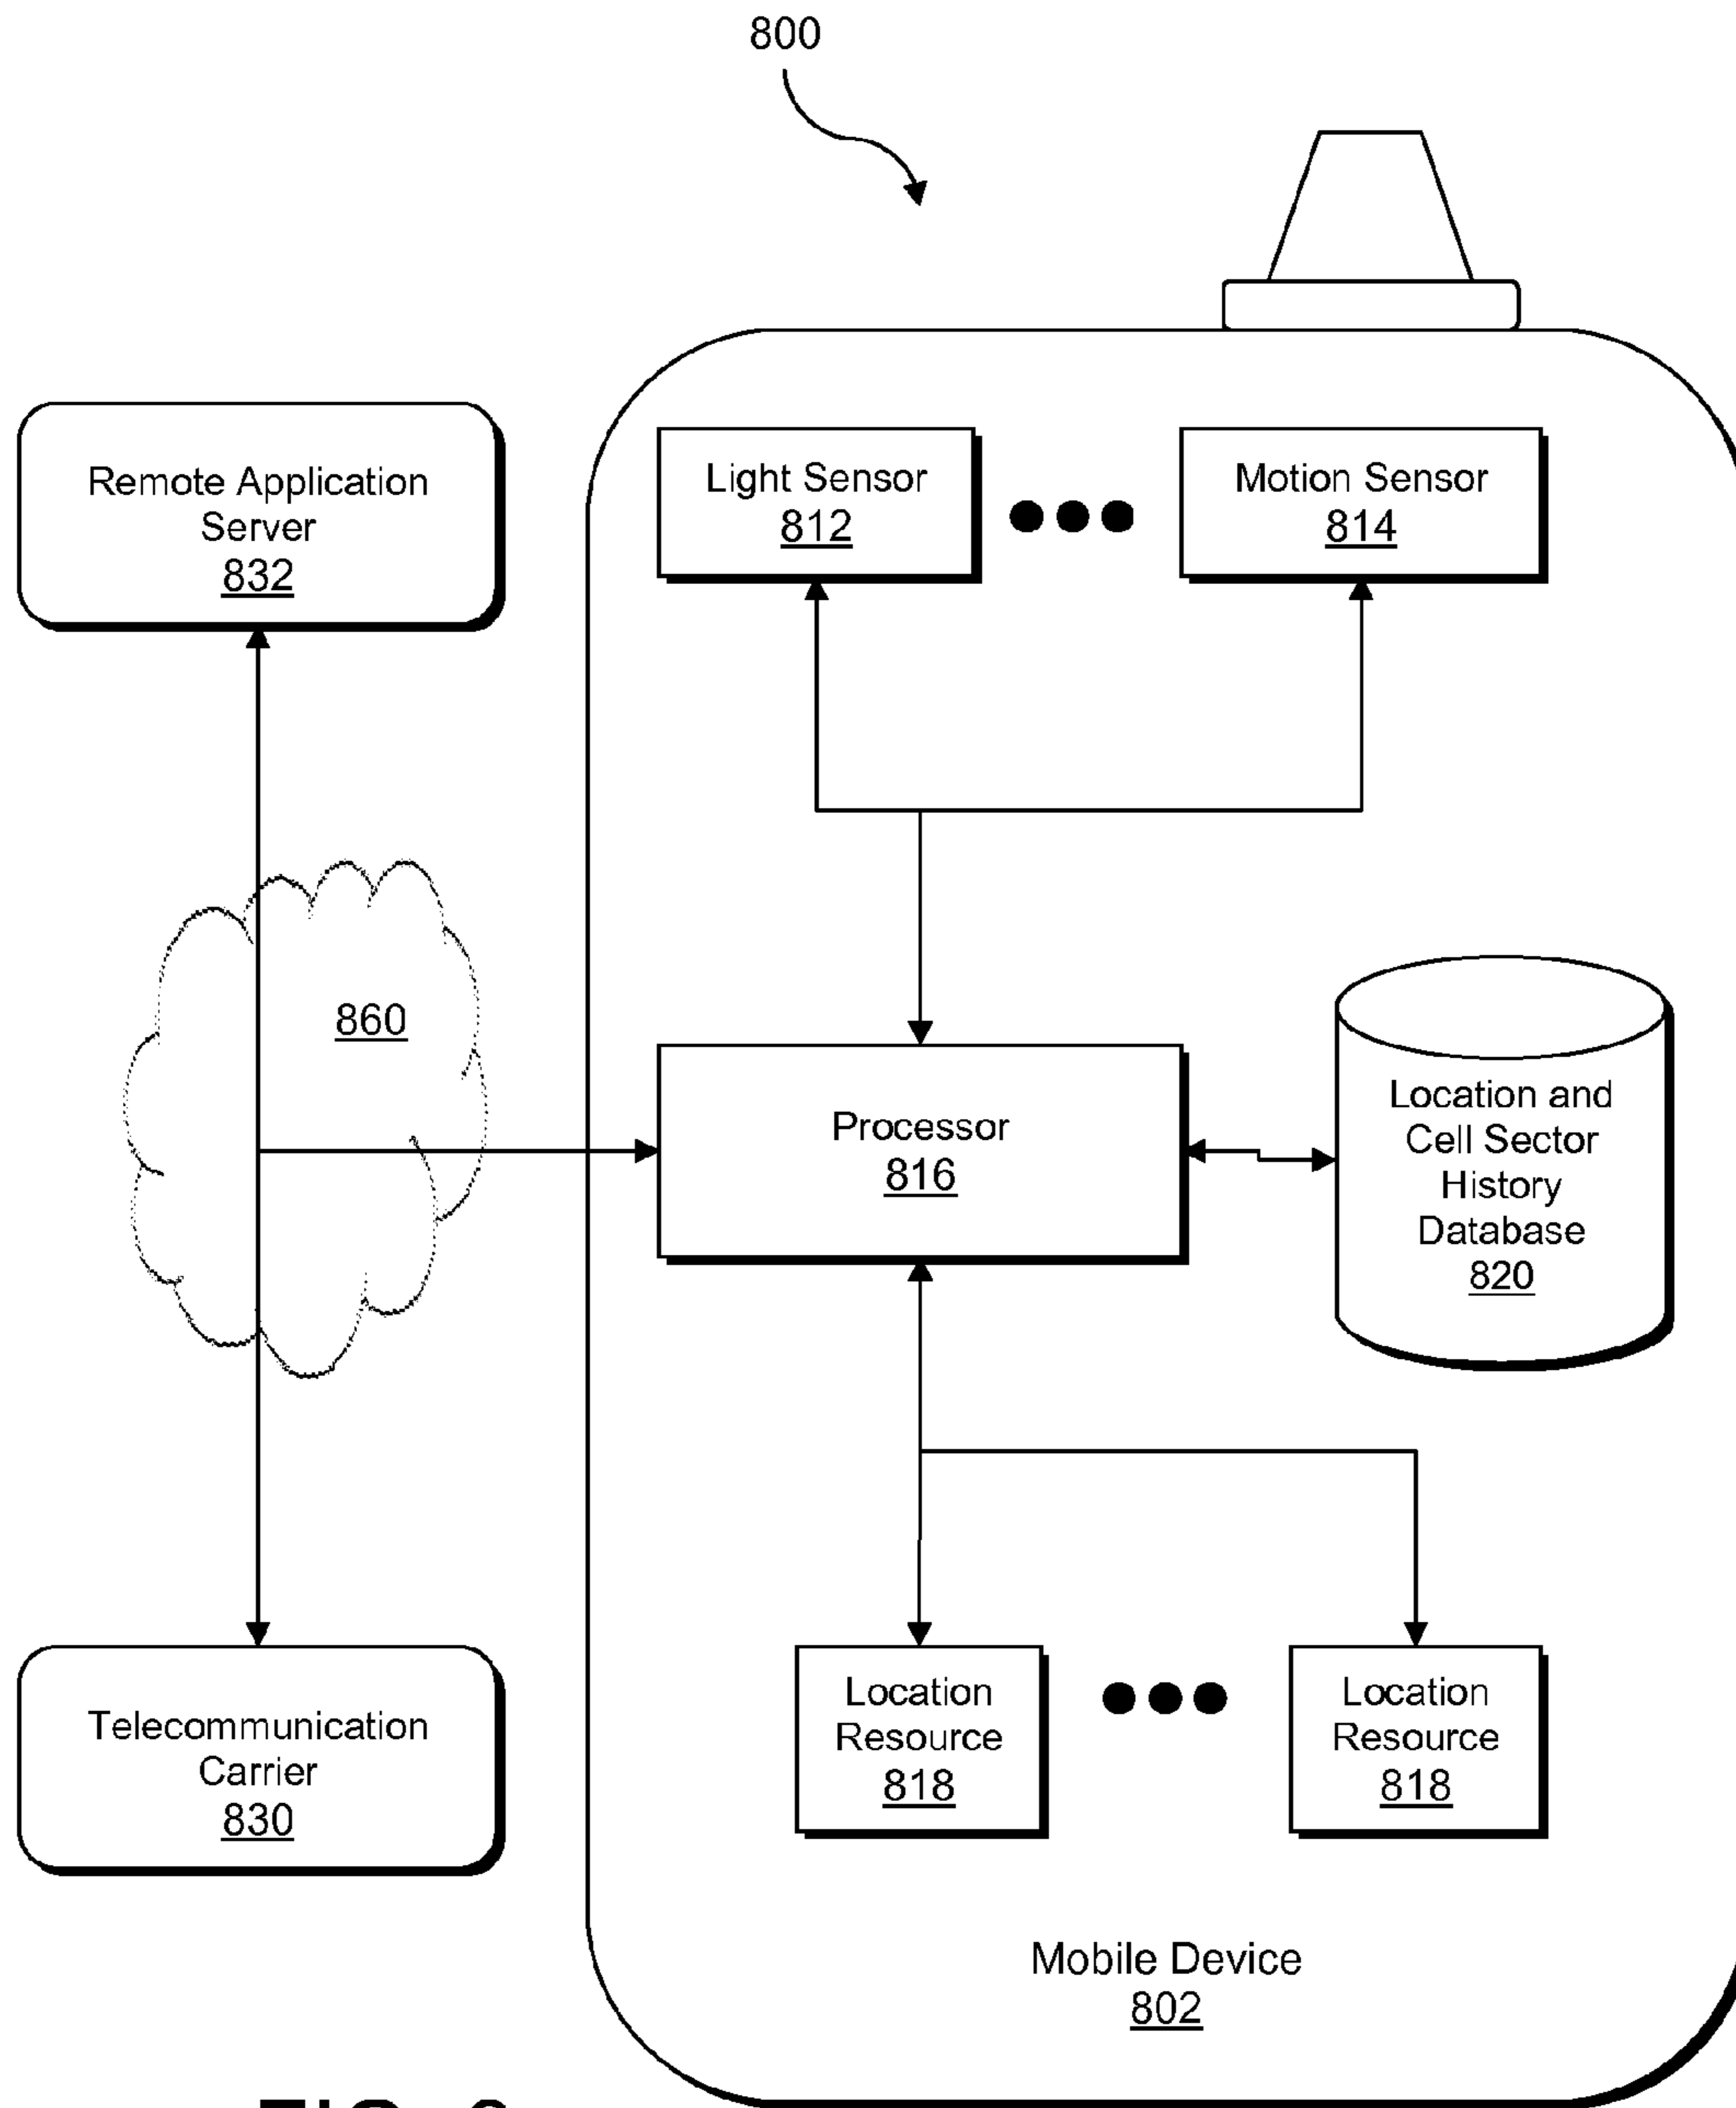 800
Remote Application
Server
832
Light Sensor
812
Motion Sensor
814
860
Processor
816
Location and
Cell Sector
History
Database
820
Telecommunication
Carrier
830
Location
Resource
818
Location
Resource
818
Mobile Device
802